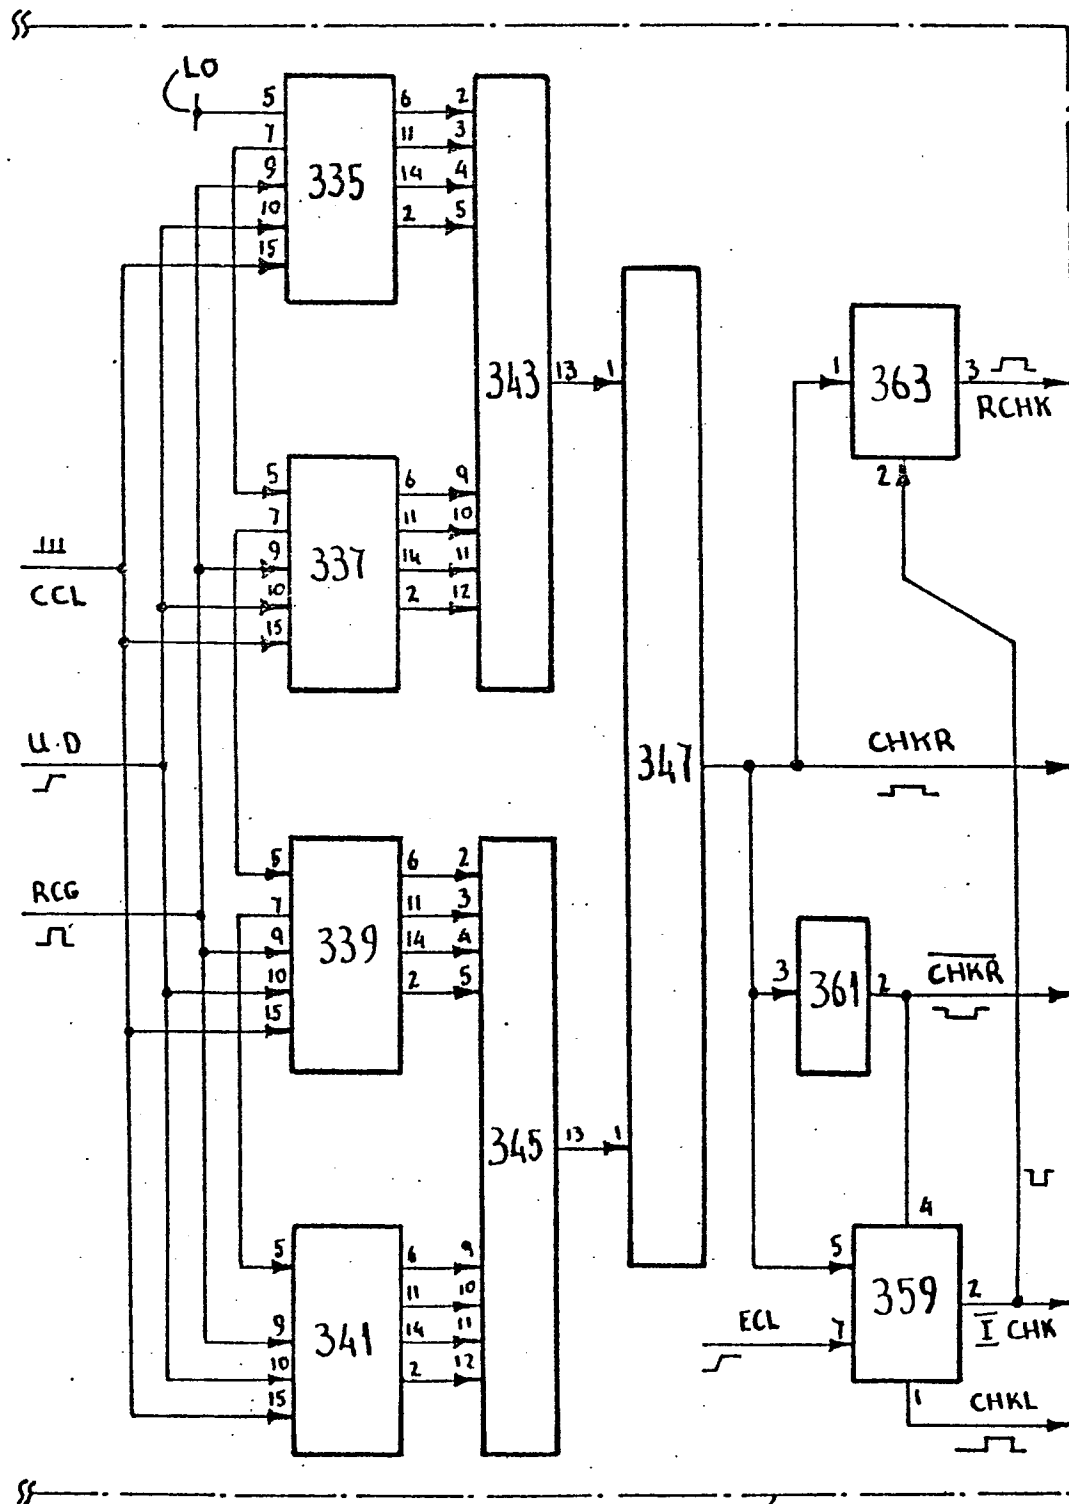 LO
5 6 2
7 11 3
9 335 14 4
10 2 5
15
343 13 1
1 363 3
RCHK
2
5 6 9
7 11 10
9 337 14 11
10 2 12
15
CCL
U.D
347
CHKR
RCG
5 6 2
7 11 3
9 339 14 4
10 2 5
15
3 361 2
CHKR
345 13 1
4
5 6 9
11 10
9 341 14 11
10 2 12
15
5 359 2
ECL 7
I CHK
1
CHKL